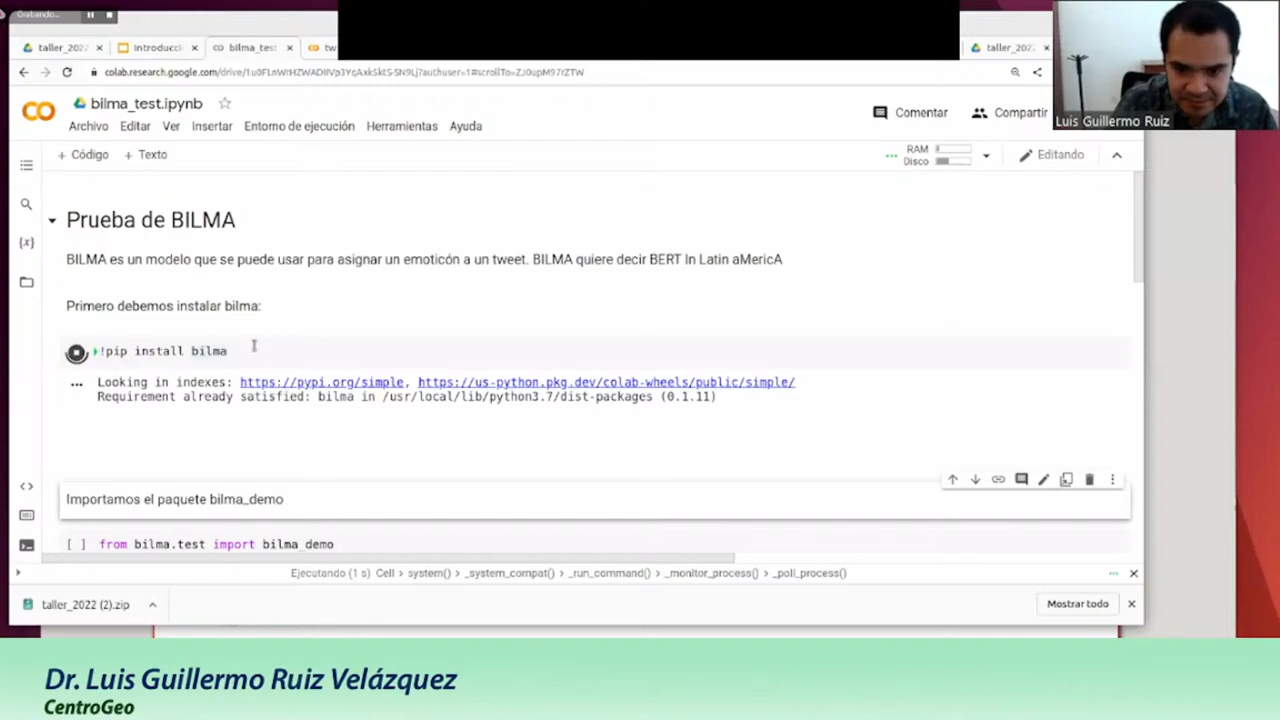 Grabando...
taller_2022
Introducci
bilma_test
tw
taller_202
colab.research.google.com/drive/
bilma_test.ipynb
Comentar
Compartir
Archivo Editar Ver Insertar Entorno de ejecución Herramientas Ayuda
Luis Guillermo Ruiz
+ Código + Texto
RAM
Disco
Editando
Prueba de BILMA
BILMA es un modelo que se puede usar para asignar un emoticón a un tweet. BILMA quiere decir BERT In Latin aMericA
Primero debemos instalar bilma:
!pip install bilma
Looking in indexes: https://pypi.org/simple, https://us-python.pkg.dev/colab-wheels/public/simple/
Requirement already satisfied: bilma in /usr/local/lib/python3.7/dist-packages (0.1.11)
Importamos el paquete bilma_demo
[ ] from bilma.test import bilma_demo
Ejecutando (1 s) Cell > system() > _system_compat() > _run_command() > _monitor_process() > _poll_process()
taller_2022 (2).zip
Mostrar todo
Dr. Luis Guillermo Ruiz Velázquez
CentroGeo